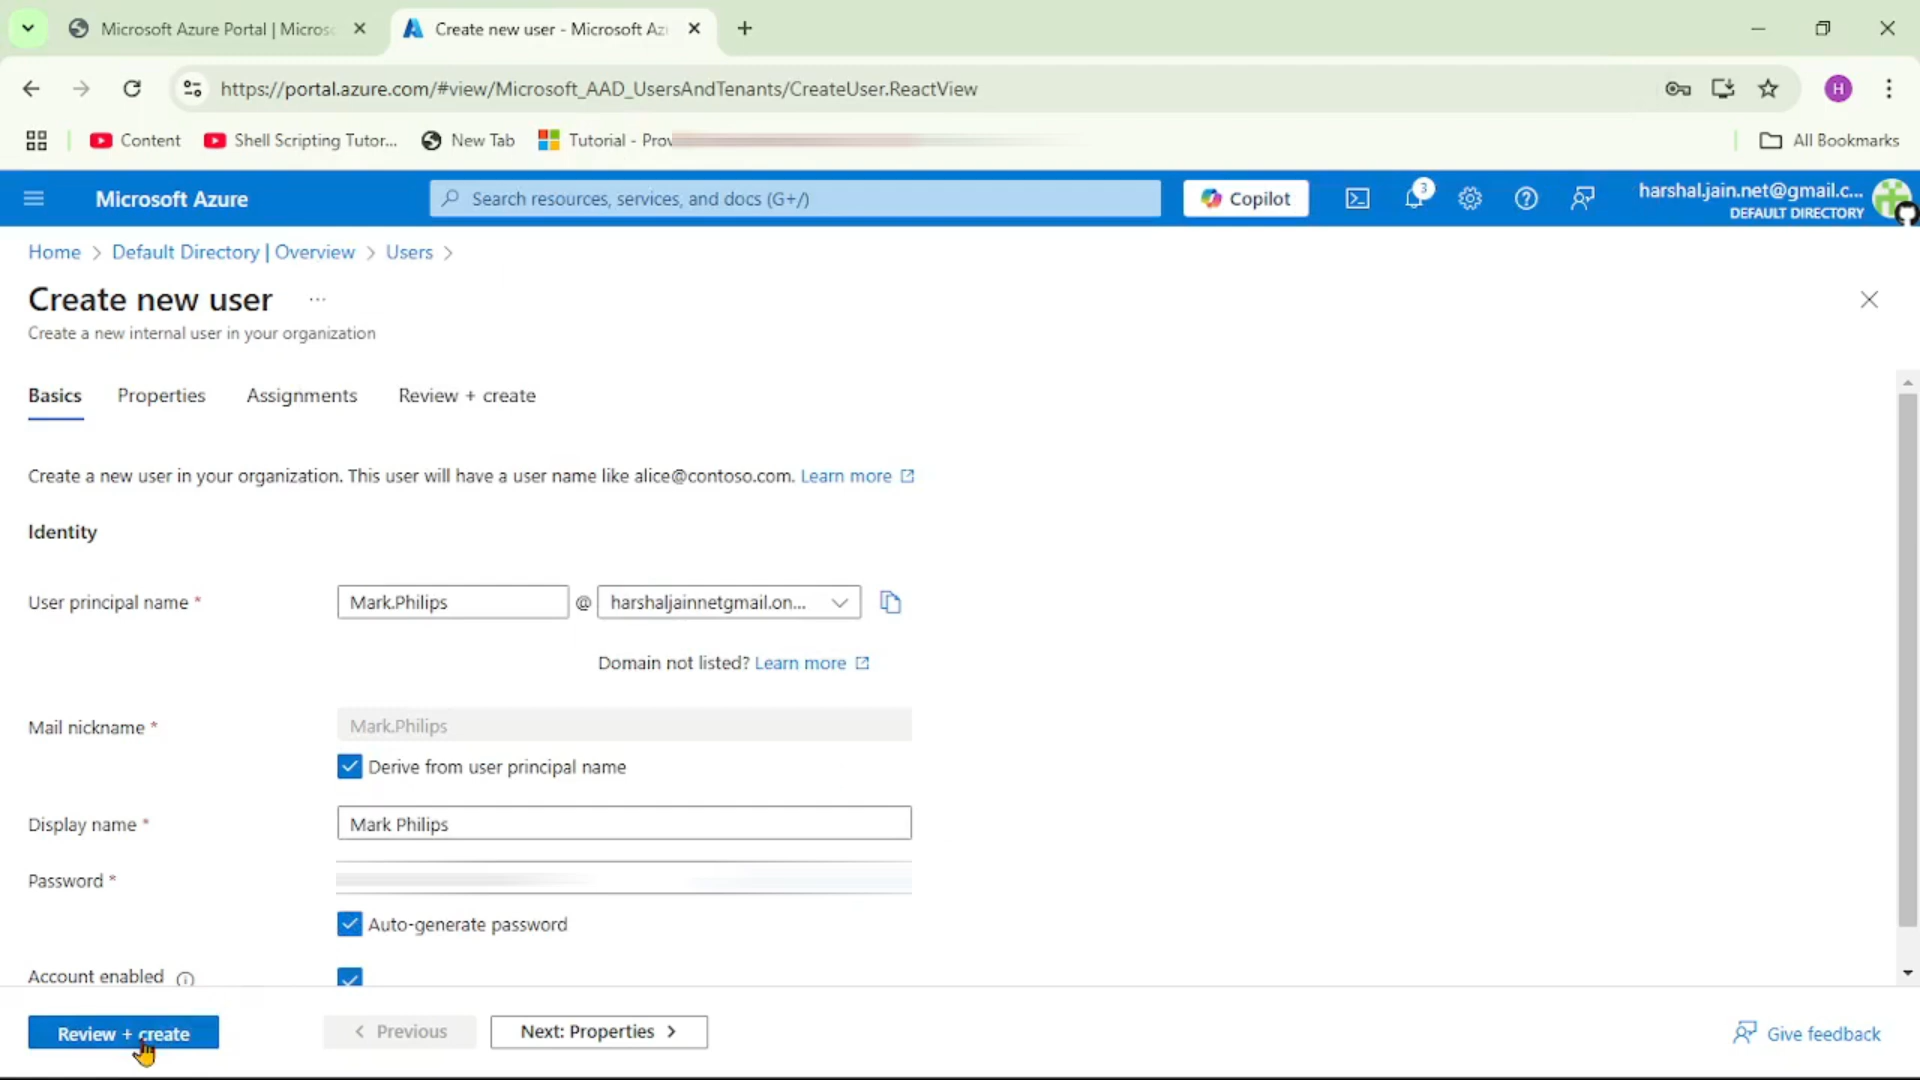 Microsoft Azure Portal | Micros
Create new user - Microsoft Az
https://portal.azure.com/#view/Microsoft_AAD_UsersAndTenants/CreateUser.ReactView
H
Content
Shell Scripting Tutor...
New Tab
Tutorial - Prov
All Bookmarks
Microsoft Azure
Search resources, services, and docs (G+/)
Copilot
3
harshal.jain.net@gmail.c...
DEFAULT DIRECTORY
Home > Default Directory | Overview > Users >
Create new user ...
Create a new internal user in your organization
Basics
Properties
Assignments
Review + create
Create a new user in your organization. This user will have a user name like alice@contoso.com. Learn more
Identity
User principal name *
Mark.Philips
@
harshaljainnetgmail.on...
Domain not listed? Learn more
Mail nickname *
Mark.Philips
Derive from user principal name
Display name *
Mark Philips
Password *
Auto-generate password
Account enabled
Review + create
< Previous
Next: Properties >
Give feedback